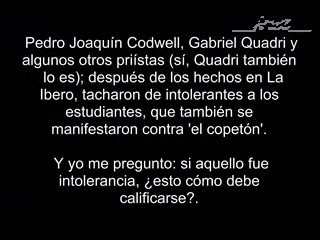 Pedro Joaquín Codwell, Gabriel Quadri y
algunos otros priístas (sí, Quadri también
lo es); después de los hechos en La
Ibero, tacharon de intolerantes a los
estudiantes, que también se
manifestaron contra 'el copetón'.
Y yo me pregunto: si aquello fue
intolerancia, ¿esto cómo debe
calificarse?.